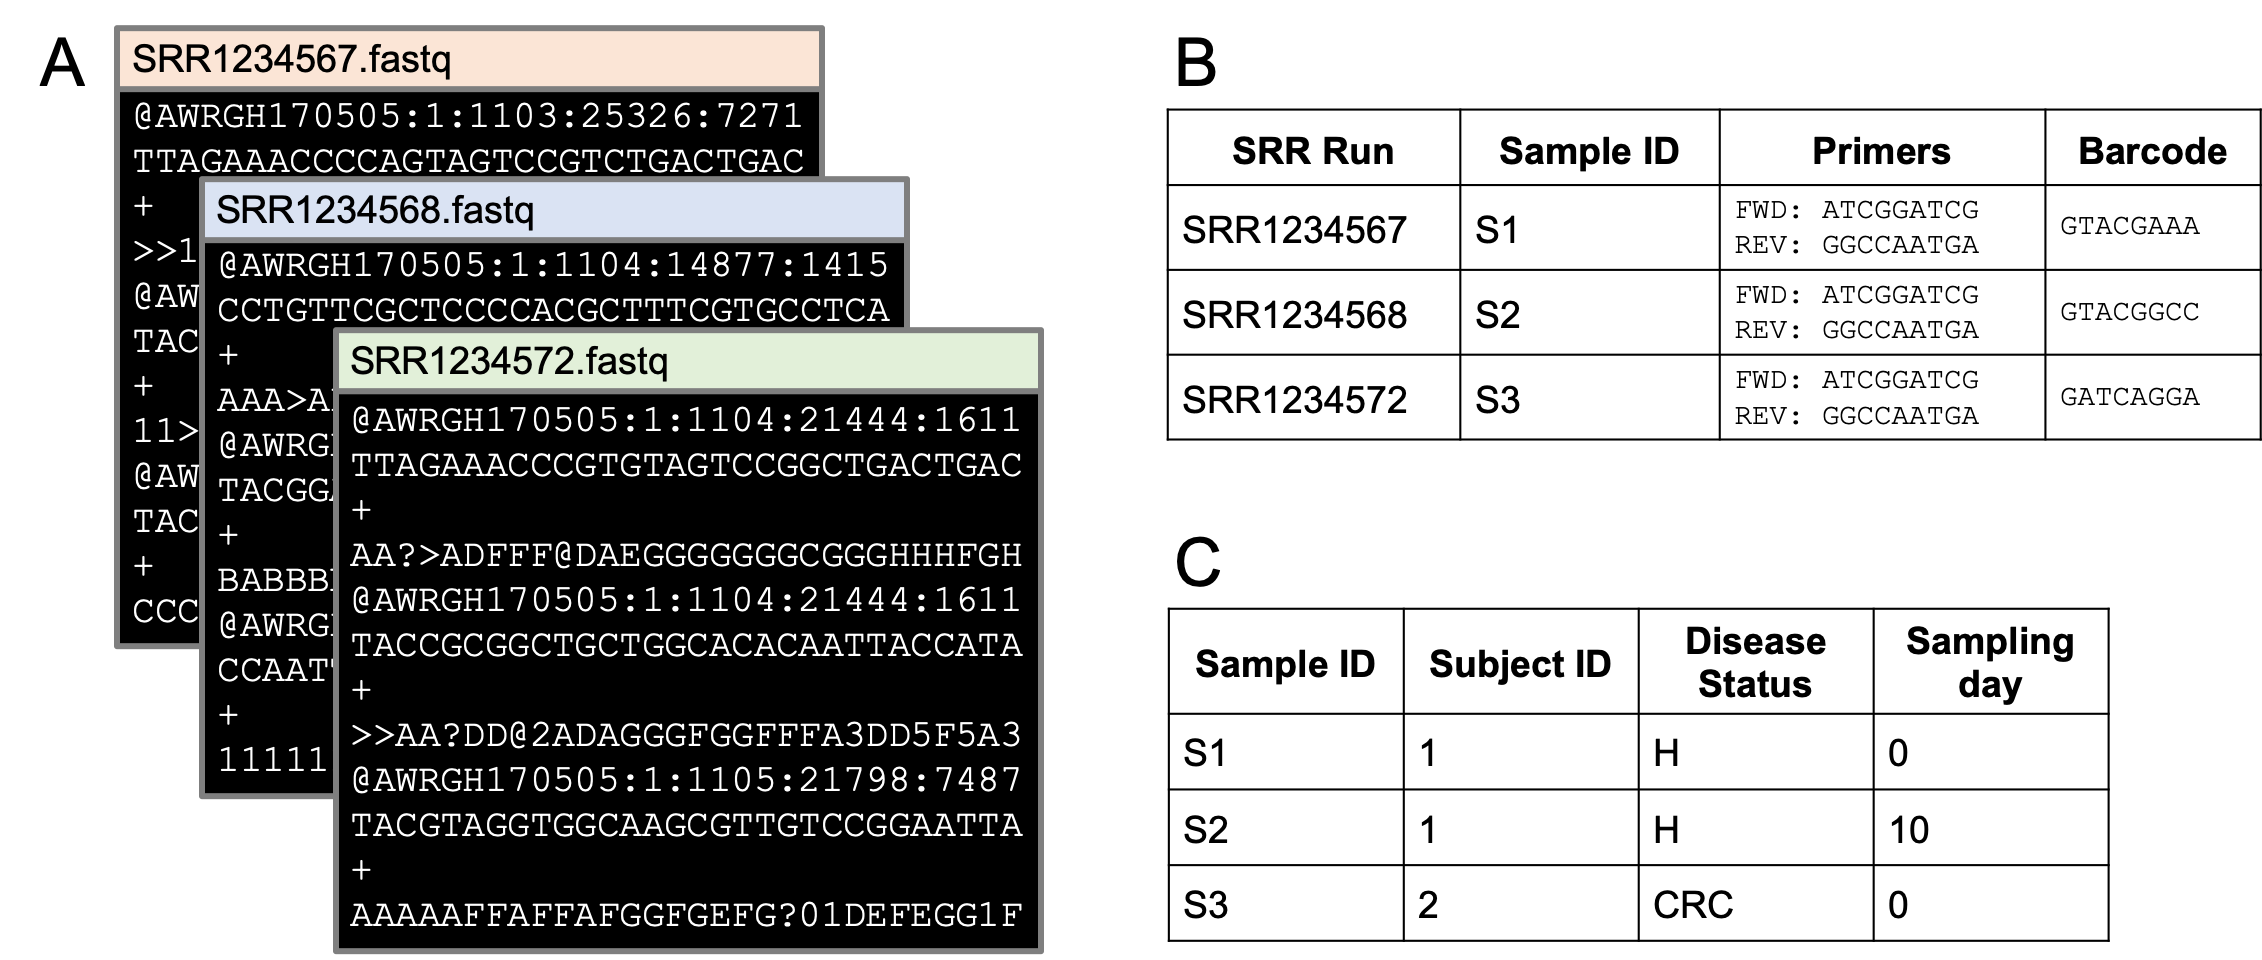 A
SRR1234567.fastq
@AWRGH170505:1:1103:25326:7271
TTAGAAACCCCAGTAGTCCGTCTGACTGAC
+
>>1
@AW
TAC
+
11>
@AW
TAC
+
CCC
SRR1234568.fastq
@AWRGH170505:1:1104:14877:1415
CCTGTTCGCTCCCCACGCTTTCGTGCCTCA
+
AAA>A
@AWRG
TACGGA
+
BABBB
@AWRG
CCAAT
+
11111
SRR1234572.fastq
@AWRGH170505:1:1104:21444:1611
TTAGAAACCCGTGTAGTCCGGCTGACTGAC
+
AA?>ADFFF@DAEGGGGGGGCGGGHHHFGH
@AWRGH170505:1:1104:21444:1611
TACCGCGGCTGCTGGCACACAATTACCATA
+
>>AA?DD@2ADAGGGFGGFFFA3DD5F5A3
@AWRGH170505:1:1105:21798:7487
TACGTAGGTGGCAAGCGTTGTCCGGAATTA
+
AAAAAFFAFFAFGGFGEFG?01DEFEGG1F
B
SRR Run Sample ID Primers Barcode
SRR1234567 S1 FWD: ATCGGATCG GTACGAAA
REV: GGCCAATGA
SRR1234568 S2 FWD: ATCGGATCG GTACGGCC
REV: GGCCAATGA
SRR1234572 S3 FWD: ATCGGATCG GATCAGGA
REV: GGCCAATGA
C
Sample ID Subject ID Disease Status Sampling day
S1 1 H 0
S2 1 H 10
S3 2 CRC 0